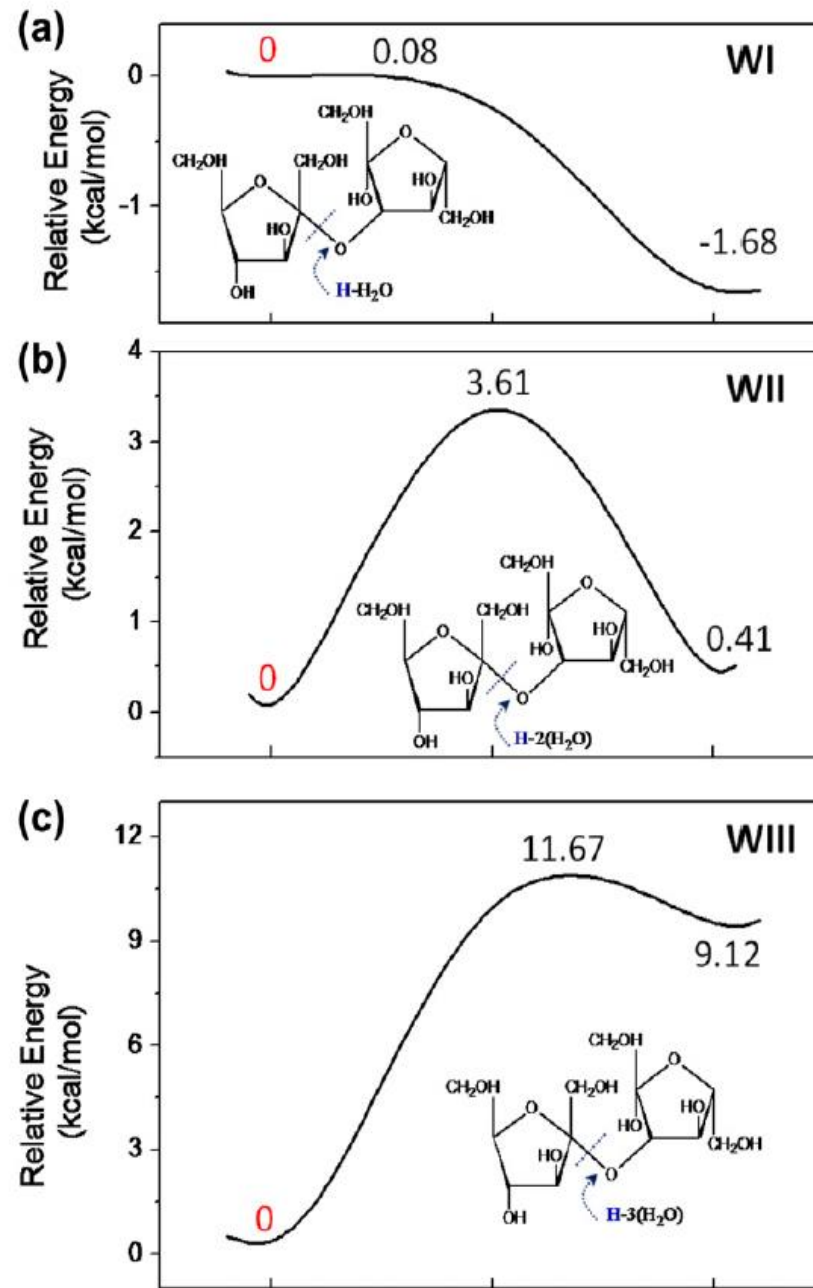 (a)
0
0.08
WI
0
-1
-1.68
Relative Energy
(kcal/mol)
CH₂OH
CH₂OH
CH₂OH
O
O
HO
HO
HO
O
CH₂OH
OH
H-H₂O
(b)
4
3
2
1
0
3.61
WII
0
0.41
Relative Energy
(kcal/mol)
CH₂OH
CH₂OH
CH₂OH
O
O
HO
HO
HO
O
CH₂OH
OH
H-2(H₂O)
(c)
12
9
6
3
0
11.67
WIII
9.12
0
Relative Energy
(kcal/mol)
CH₂OH
CH₂OH
CH₂OH
O
O
HO
HO
HO
O
CH₂OH
OH
H-3(H₂O)